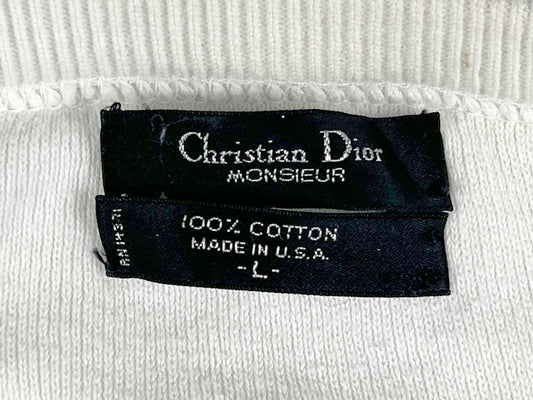 Christian Dior
MONSIEUR
100% COTTON
MADE IN U.S.A.
-L-